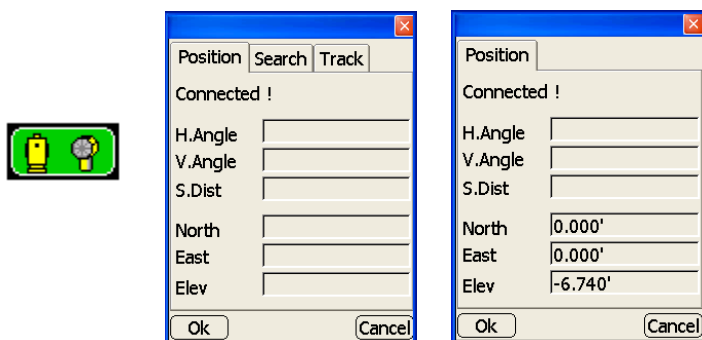 Position Search Track
Connected !
H.Angle
V.Angle
S.Dist
North
East
Elev
Ok Cancel
Position
Connected !
H.Angle
V.Angle
S.Dist
North 0.000'
East 0.000'
Elev -6.740'
Ok Cancel